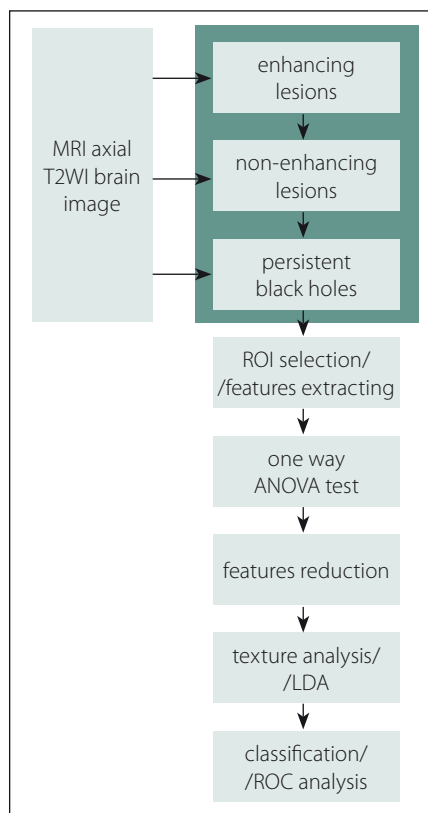 MRI axial
T2WI brain
image
enhancing
lesions
non-enhancing
lesions
persistent
black holes
ROI selection/
/features extracting
one way
ANOVA test
features reduction
texture analysis/
/LDA
classification/
/ROC analysis